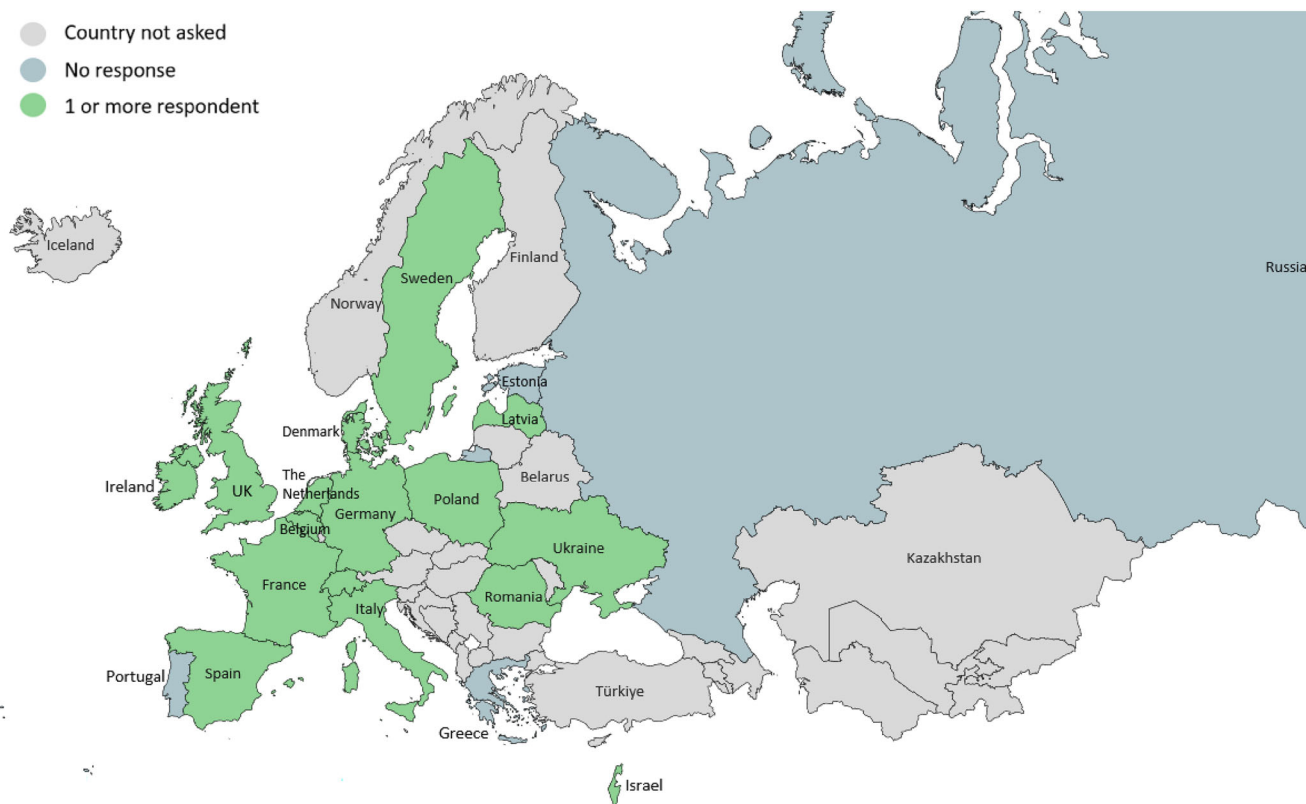 Country not asked
No response
1 or more respondent
Iceland
Finland
Russia
Sweden
Norway
Estonia
Latvia
Denmark
The
Netherlands
Belarus
Ireland
UK
Poland
Germany
Belgium
Ukraine
Kazakhstan
France
Romania
Italy
Portugal
Spain
Türkiye
Greece
Israel